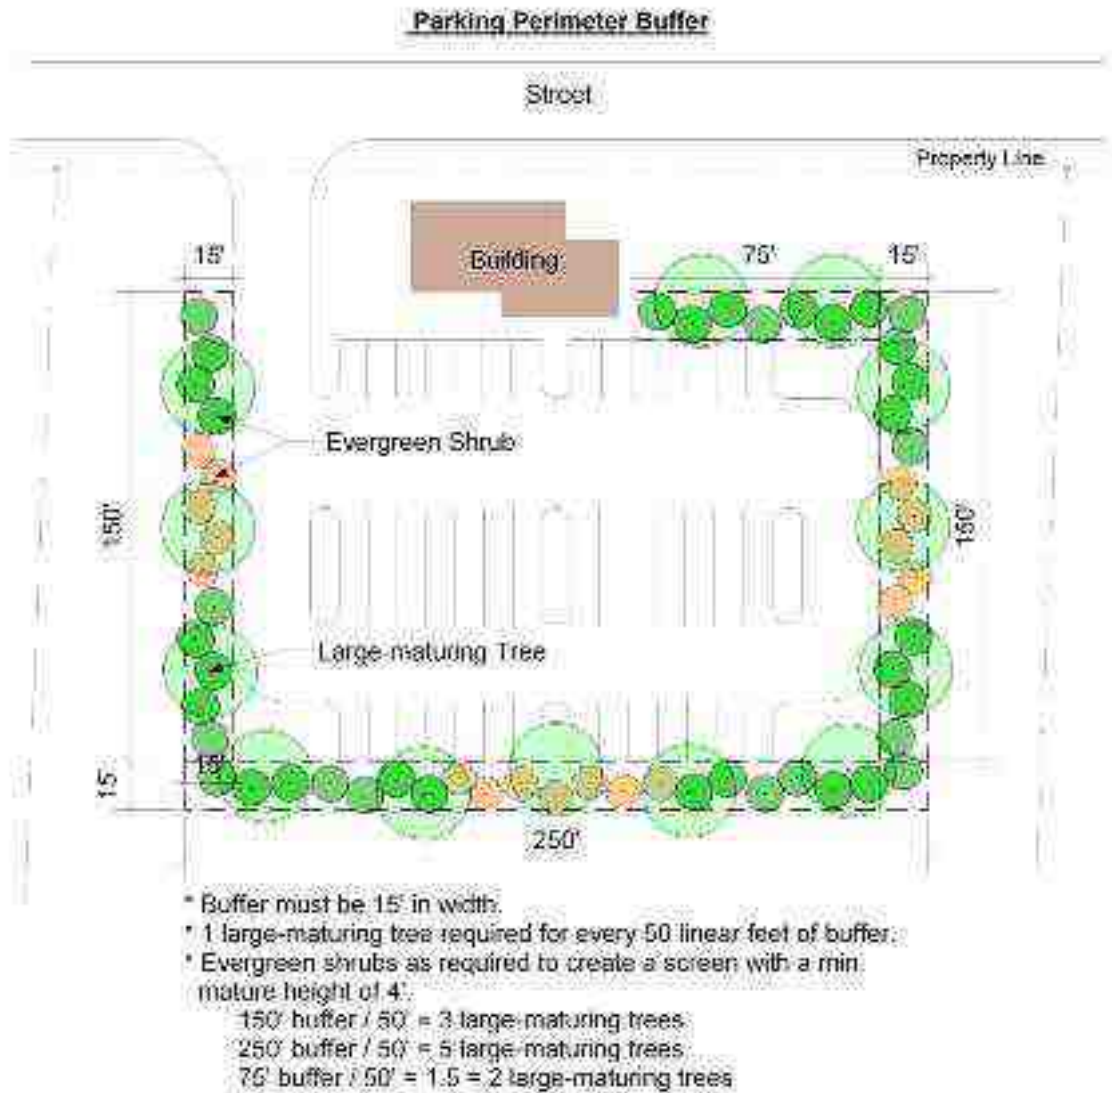 Parking Perimeter Buffer
Street
Property Line
15'
Building
75'
15'
Evergreen Shrub
150'
150'
Large-maturing Tree
15'
15'
250'
* Buffer must be 15' in width.
* 1 large-maturing tree required for every 50 linear feet of buffer.
* Evergreen shrubs as required to create a screen with a min
mature height of 4'.
150' buffer / 50' = 3 large-maturing trees
250' buffer / 50' = 5 large-maturing trees
75' buffer / 50' = 1.5 = 2 large-maturing trees